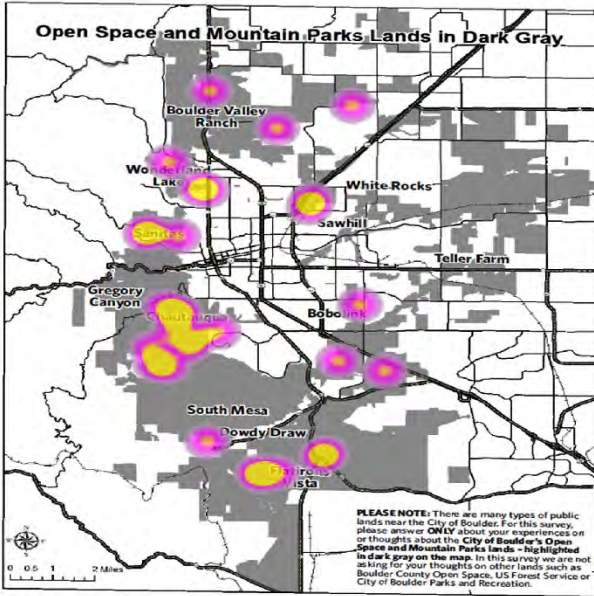 Open Space and Mountain Parks Lands in Dark Gray
Boulder Valley
Ranch
Wonderland
Lake
White Rocks
Sanitas
Sawhill
Teller Farm
Gregory
Canyon
Chautauqua
Bobolink
South Mesa
Dowdy Draw
Flatirons
Vista
PLEASE NOTE: There are many types of public
lands near the City of Boulder. For this survey,
please answer ONLY about your experiences on
or thoughts about the City of Boulder's Open
Space and Mountain Parks lands - highlighted
in dark gray on the map. In this survey we are not
asking for your thoughts on other lands such as
Boulder County Open Space, US Forest Service or
City of Boulder Parks and Recreation.
0 0.5 1 2 Miles